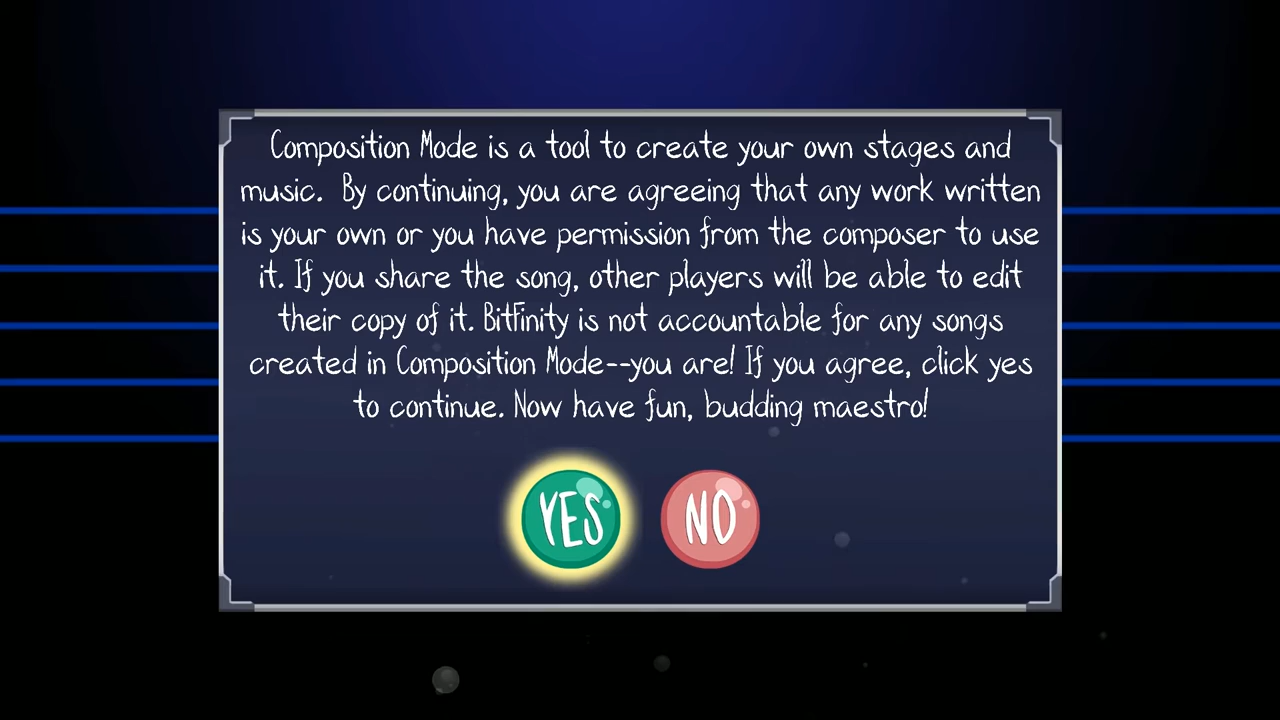 Composition Mode is a tool to create your own stages and
music.  By continuing, you are agreeing that any work written
is your own or you have permission from the composer to use
it. If you share the song, other players will be able to edit
their copy of it. BitFinity is not accountable for any songs
created in Composition Mode--you are! If you agree, click yes
to continue. Now have fun, budding maestro!
YES NO